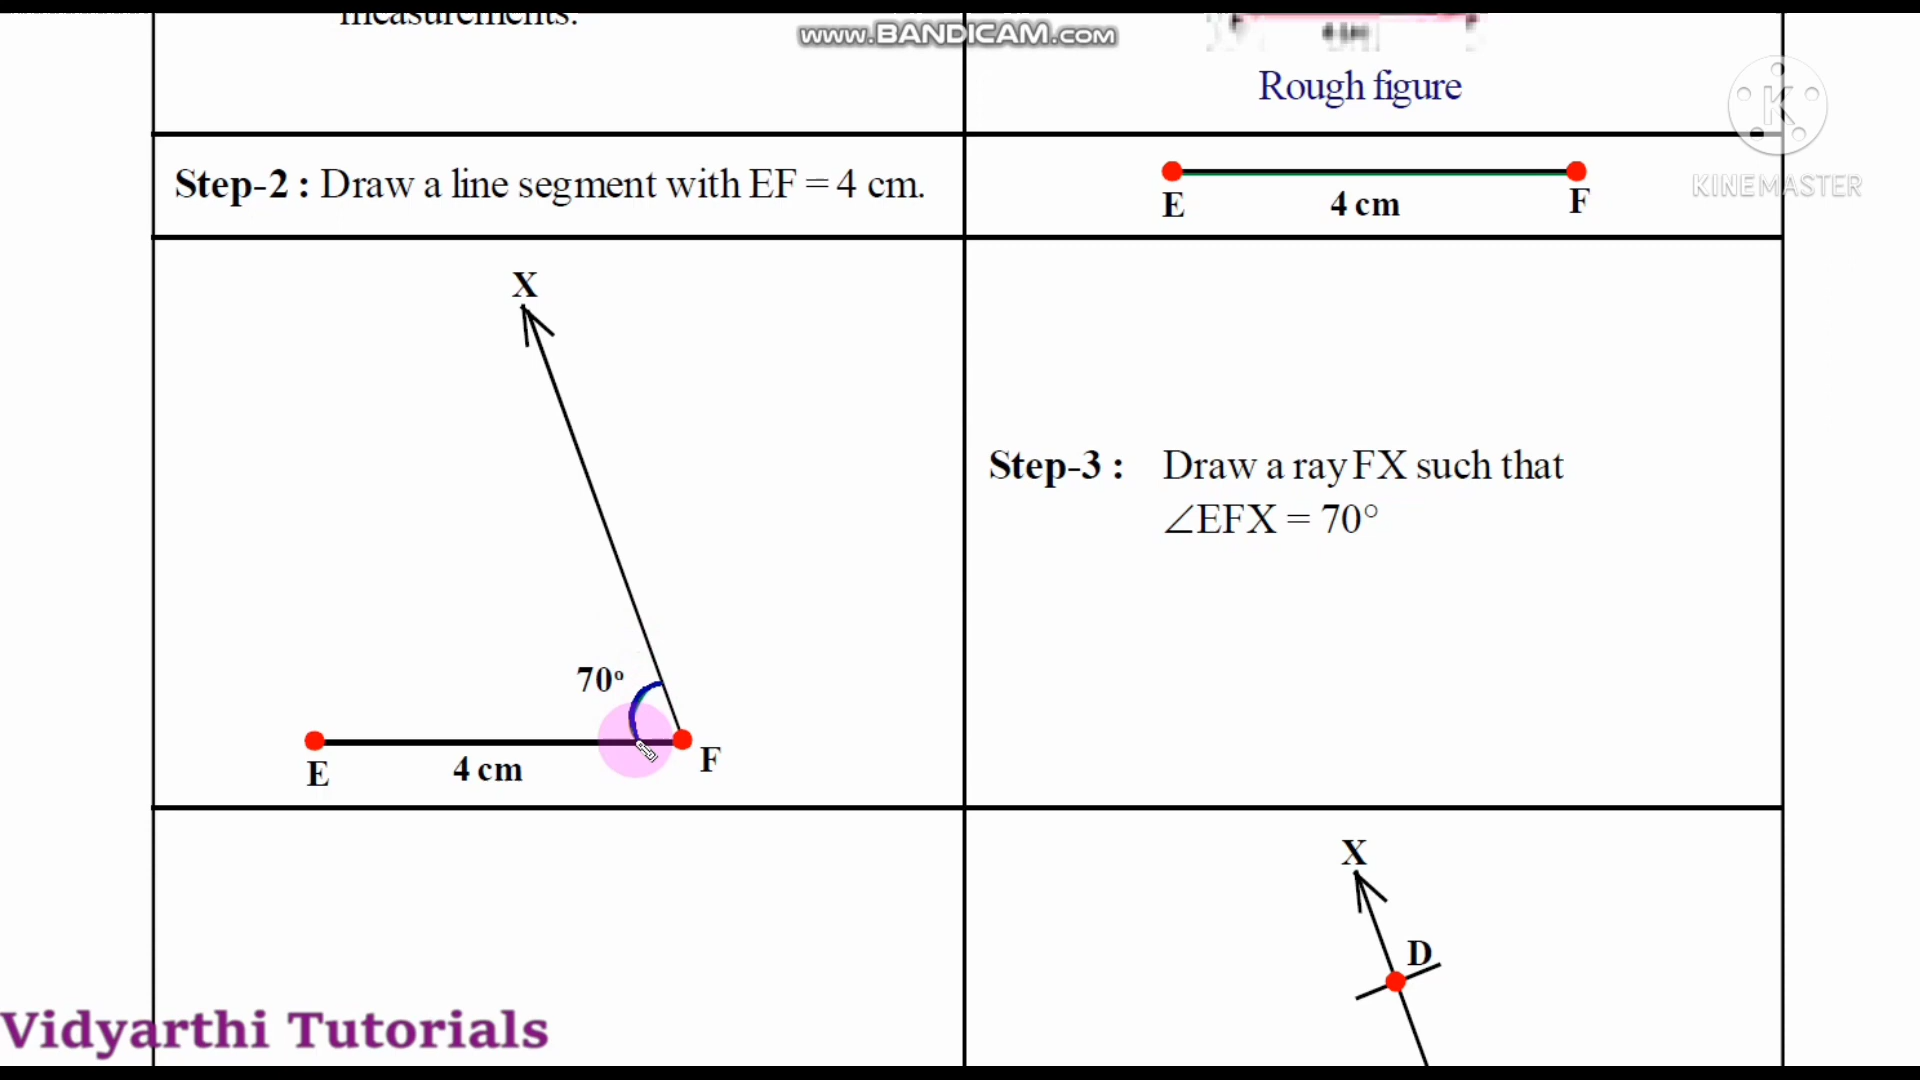 measurements.
www.BANDICAM.com
Rough figure
K
KINEMASTER
Step-2 : Draw a line segment with EF = 4 cm.
E
4 cm
F
X
70°
E
4 cm
F
Step-3 : Draw a ray FX such that
∠EFX = 70°
X
D
Vidyarthi Tutorials